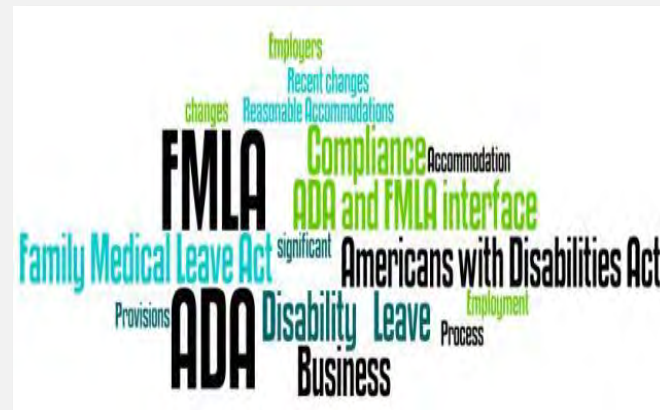 Employers
Recent changes
changes Reasonable Accommodations
FMLA Compliance Accommodation
ADA and FMLA interface
Family Medical Leave Act significant Americans with Disabilities Act
Provisions ADA Disability Leave Employment
Process
Business